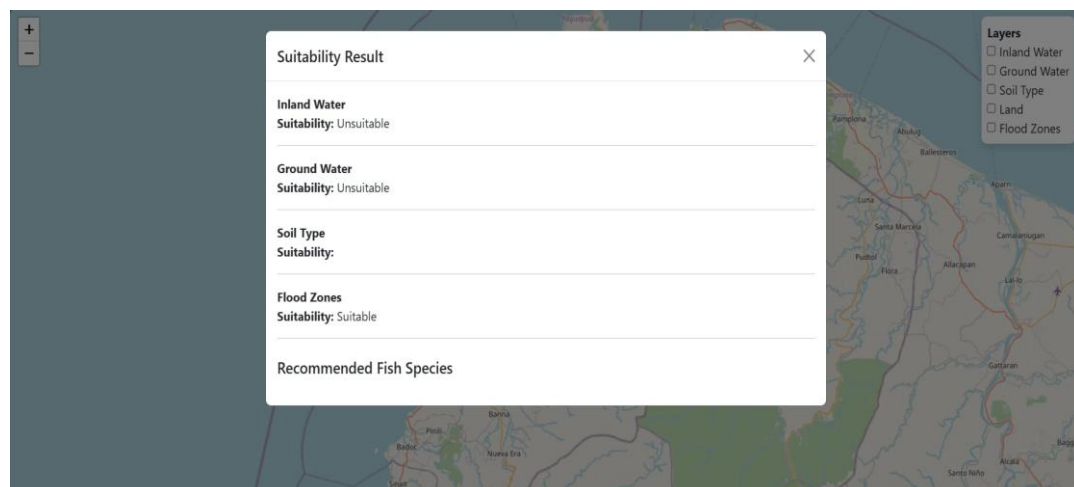 +
−
Suitability Result
Inland Water
Suitability: Unsuitable
Ground Water
Suitability: Unsuitable
Soil Type
Suitability:
Flood Zones
Suitability: Suitable
Recommended Fish Species
Layers
Inland Water
Ground Water
Soil Type
Land
Flood Zones
Pamplona
Abulug
Ballesteros
Aparri
Luna
Santa Marcela
Camalaniugan
Pudtol
Flora
Allacapan
Lal-lo
Gattaran
Banna
Pinili
Badoc
Nueva Era
Sinait
Alcala
Santo Niño